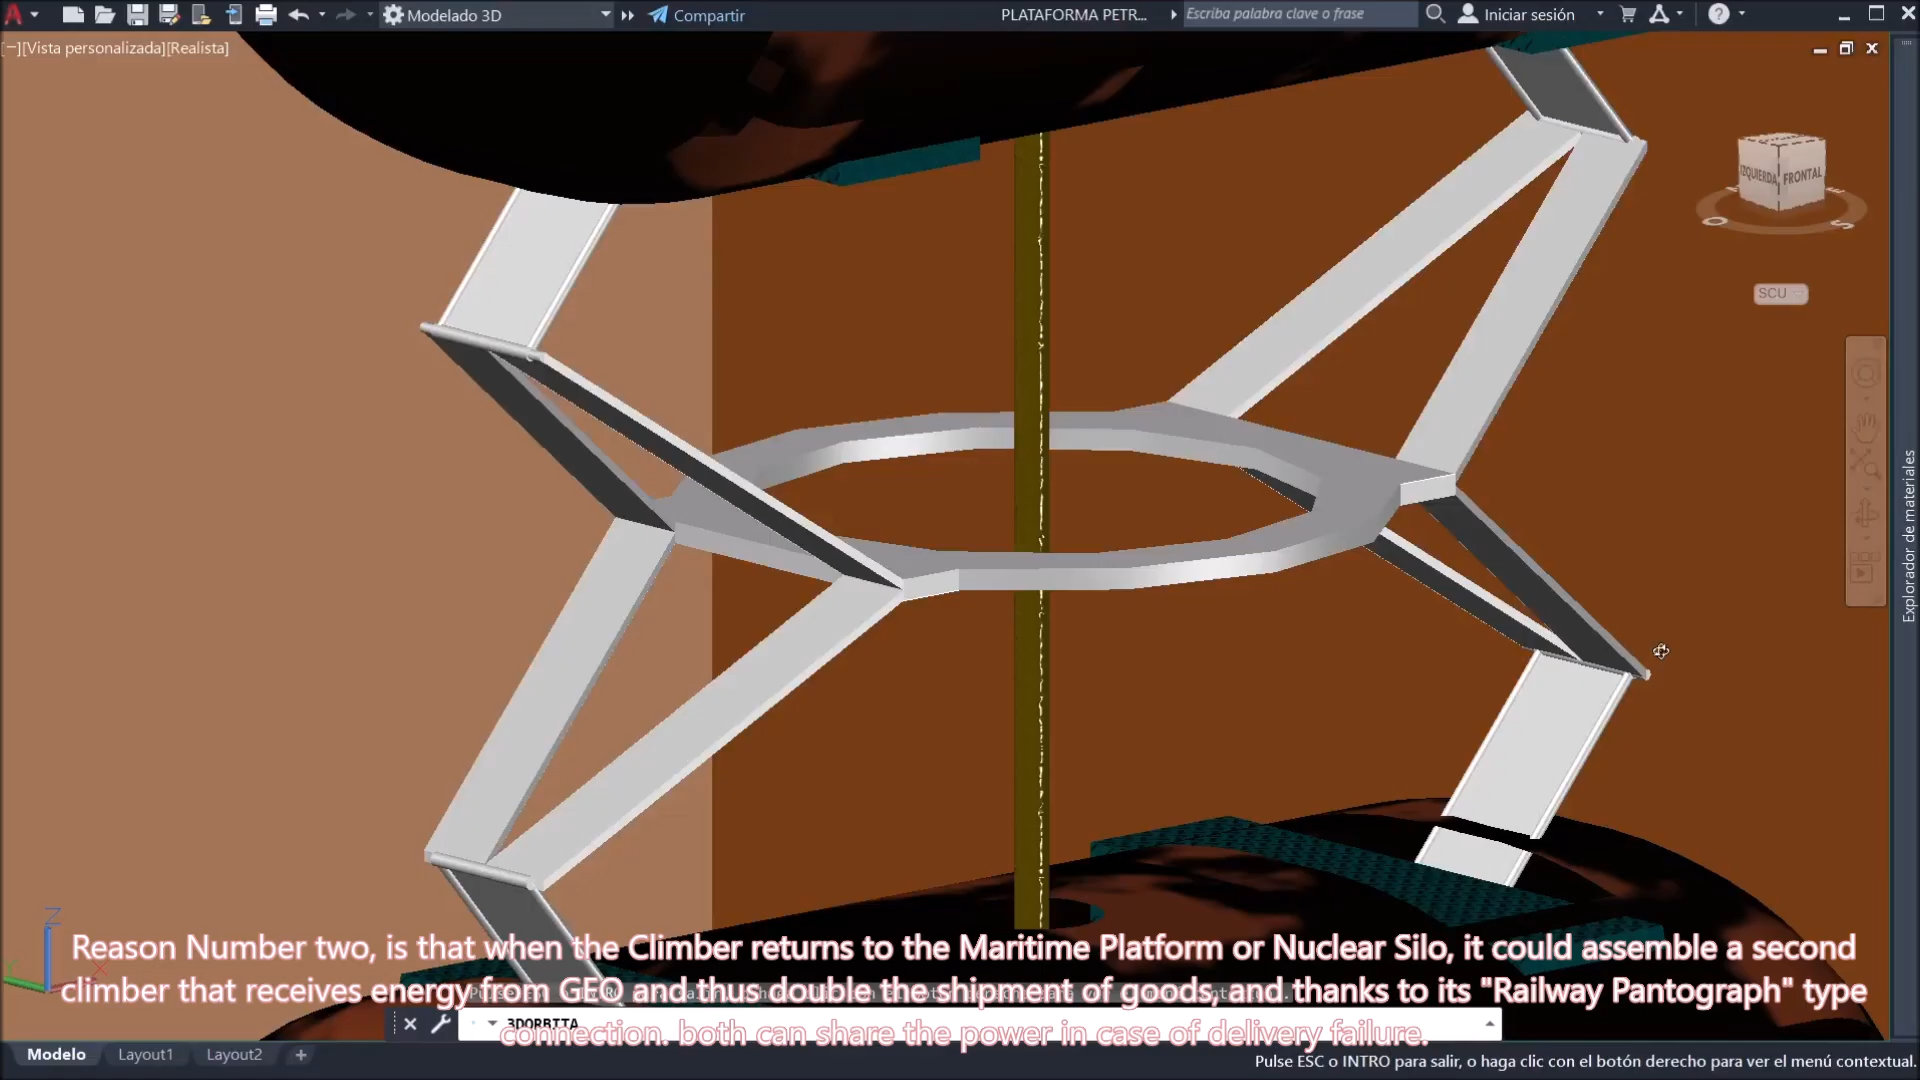 Modelado 3D
Compartir
PLATAFORMA PETR...
Escriba palabra clave o frase
Iniciar sesión
[−][Vista personalizada][Realista]
IZQUIERDA
FRONTAL
O
S
SCU
Explorador de materiales
Z
Reason Number two, is that when the Climber returns to the Maritime Platform or Nuclear Silo, it could assemble a second
climber that receives energy from GEO and thus double the shipment of goods, and thanks to its "Railway Pantograph" type
connection. both can share the power in case of delivery failure.
3DORBITA
Modelo
Layout1
Layout2
+
Pulse ESC o INTRO para salir, o haga clic con el botón derecho para ver el menú contextual.